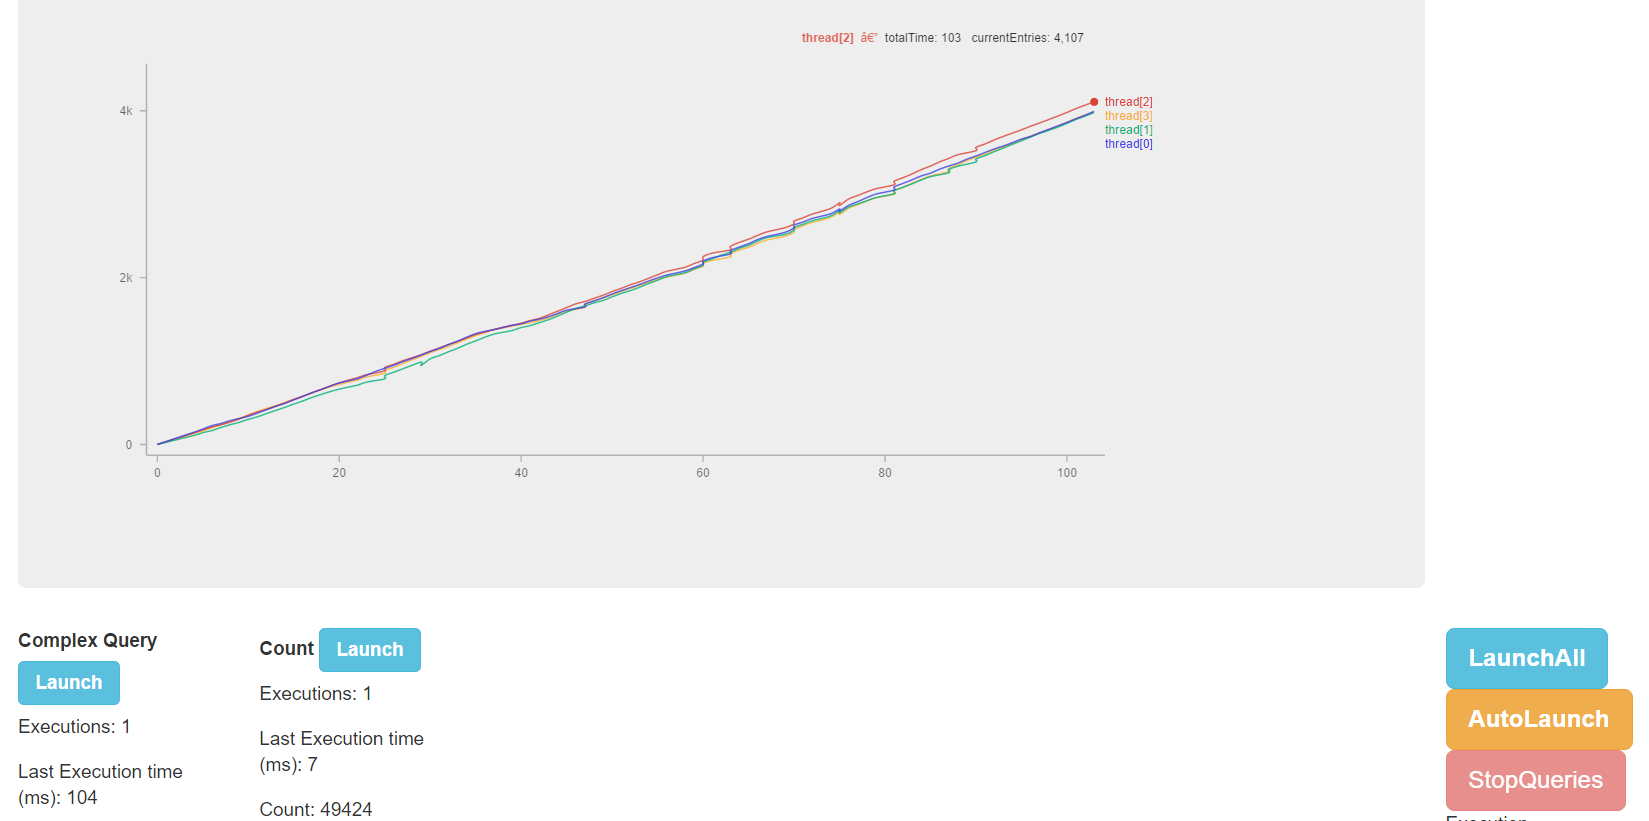 thread[2] â€” totalTime: 103 currentEntries: 4,107
4k
2k
0
thread[2]
thread[3]
thread[1]
thread[0]
0 20 40 60 80 100
Complex Query
Launch
Executions: 1
Last Execution time
(ms): 104
Count Launch
Executions: 1
Last Execution time
(ms): 7
Count: 49424
LaunchAll
AutoLaunch
StopQueries
Execution